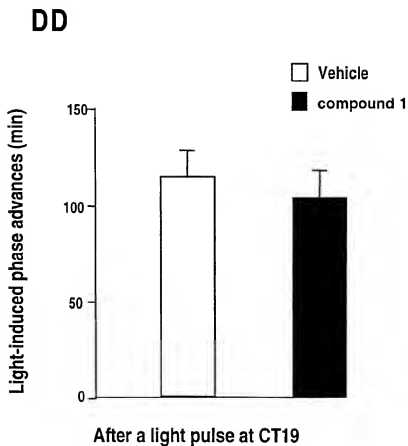 DD
Vehicle
compound 1
Light-induced phase advances (min)
150
100
50
0
After a light pulse at CT19